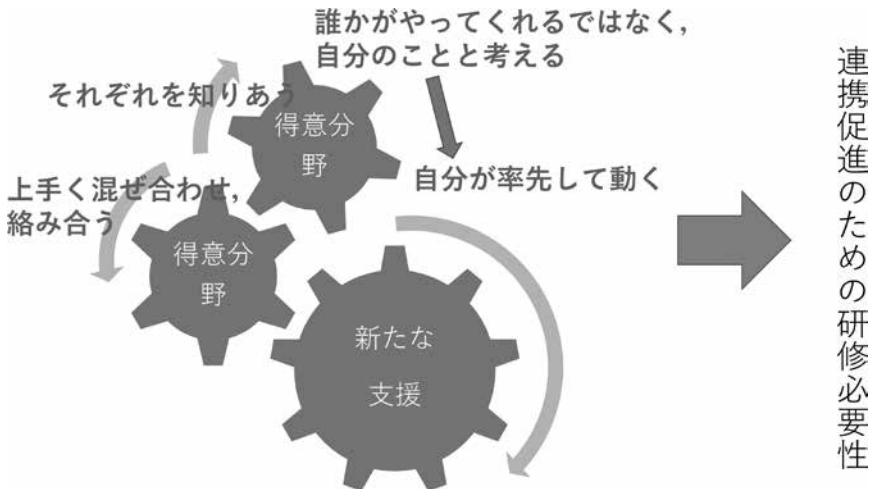 誰かがやってくれるではなく,
自分のことと考える
それぞれを知りあう
得意分
野
自分が率先して動く
上手く混ぜ合わせ,
絡み合う
得意分
野
新たな
支援
連携促進のための研修必要性